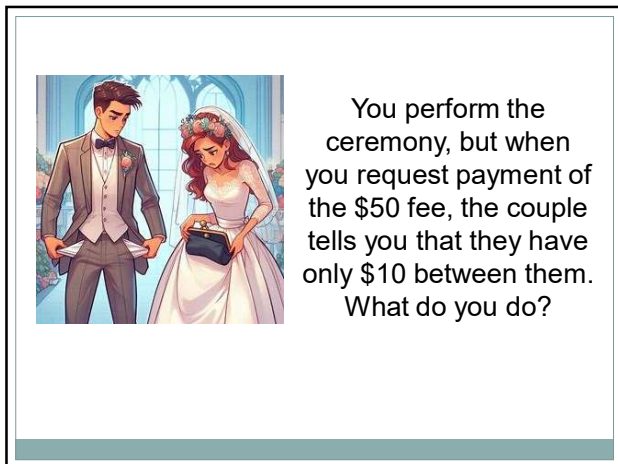 You perform the
ceremony, but when
you request payment of
the $50 fee, the couple
tells you that they have
only $10 between them.
What do you do?